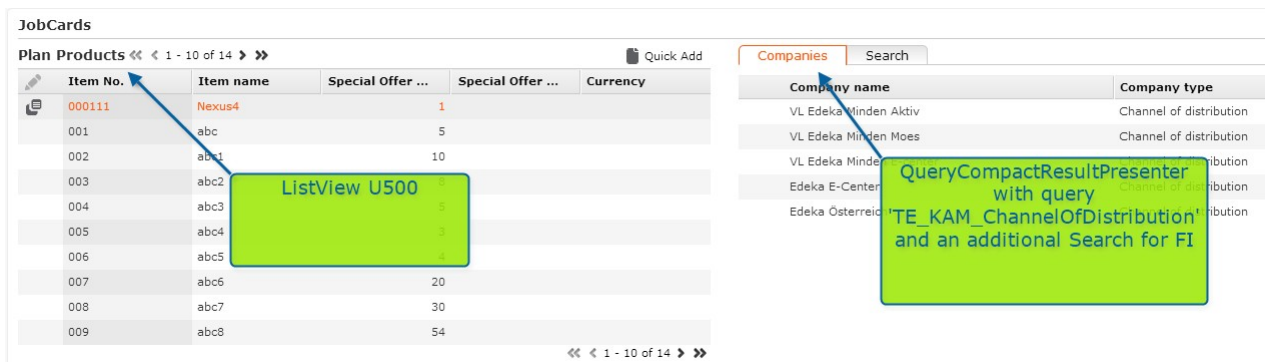 JobCards
Plan Products « < 1 - 10 of 14 > »
Quick Add
Item No. Item name Special Offer ... Special Offer ... Currency
000111 Nexus4 1
001 abc 5
002 abc1 10
003 abc2
004 abc3 5
005 abc4 3
006 abc5 4
007 abc6 20
008 abc7 30
009 abc8 54
« < 1 - 10 of 14 > »
ListView U500
Companies Search
Company name Company type
VL Edeka Minden Aktiv Channel of distribution
VL Edeka Minden Moes Channel of distribution
VL Edeka Minden Channel of distribution
Edeka E-Center Channel of distribution
Edeka Österreic Channel of distribution
QueryCompactResultPresenter
with query
'TE_KAM_ChannelOfDistribution'
and an additional Search for FI